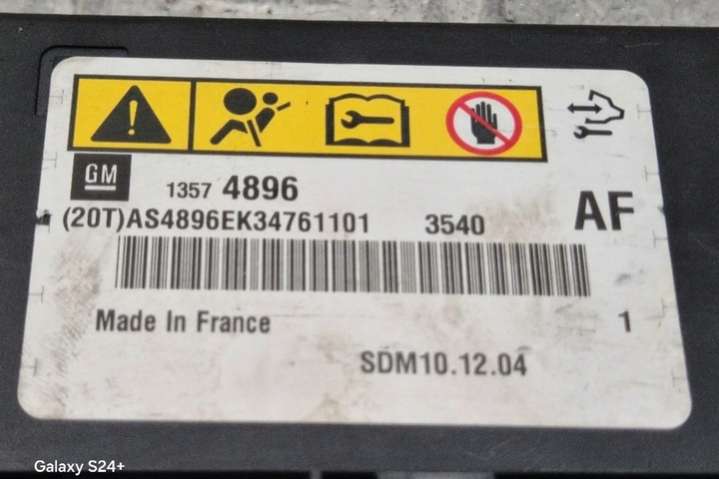 GM
1357 4896
(20T)AS4896EK34761101 3540
AF
Made In France
1
SDM10.12.04
Galaxy S24+